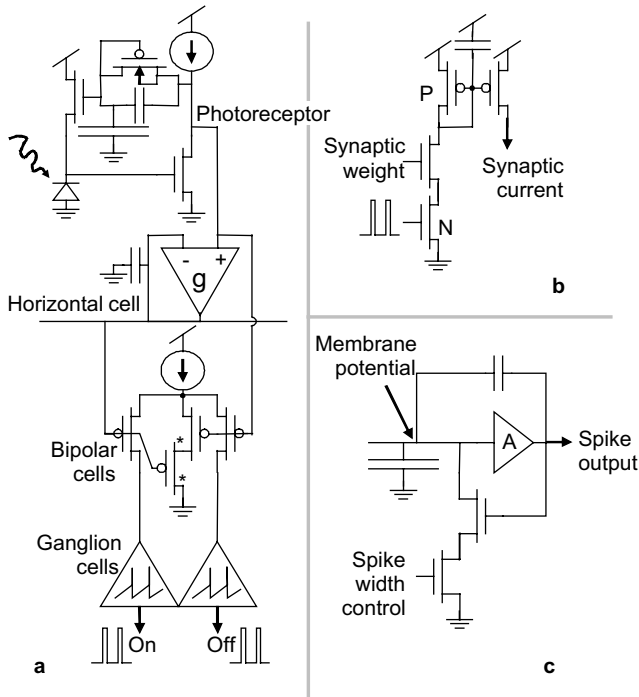 Photoreceptor
- +
g
Horizontal cell
*
Bipolar
cells
*
Ganglion
cells
On
Off
a
P
Synaptic
weight
Synaptic
current
N
b
Membrane
potential
A
Spike
output
Spike
width
control
c